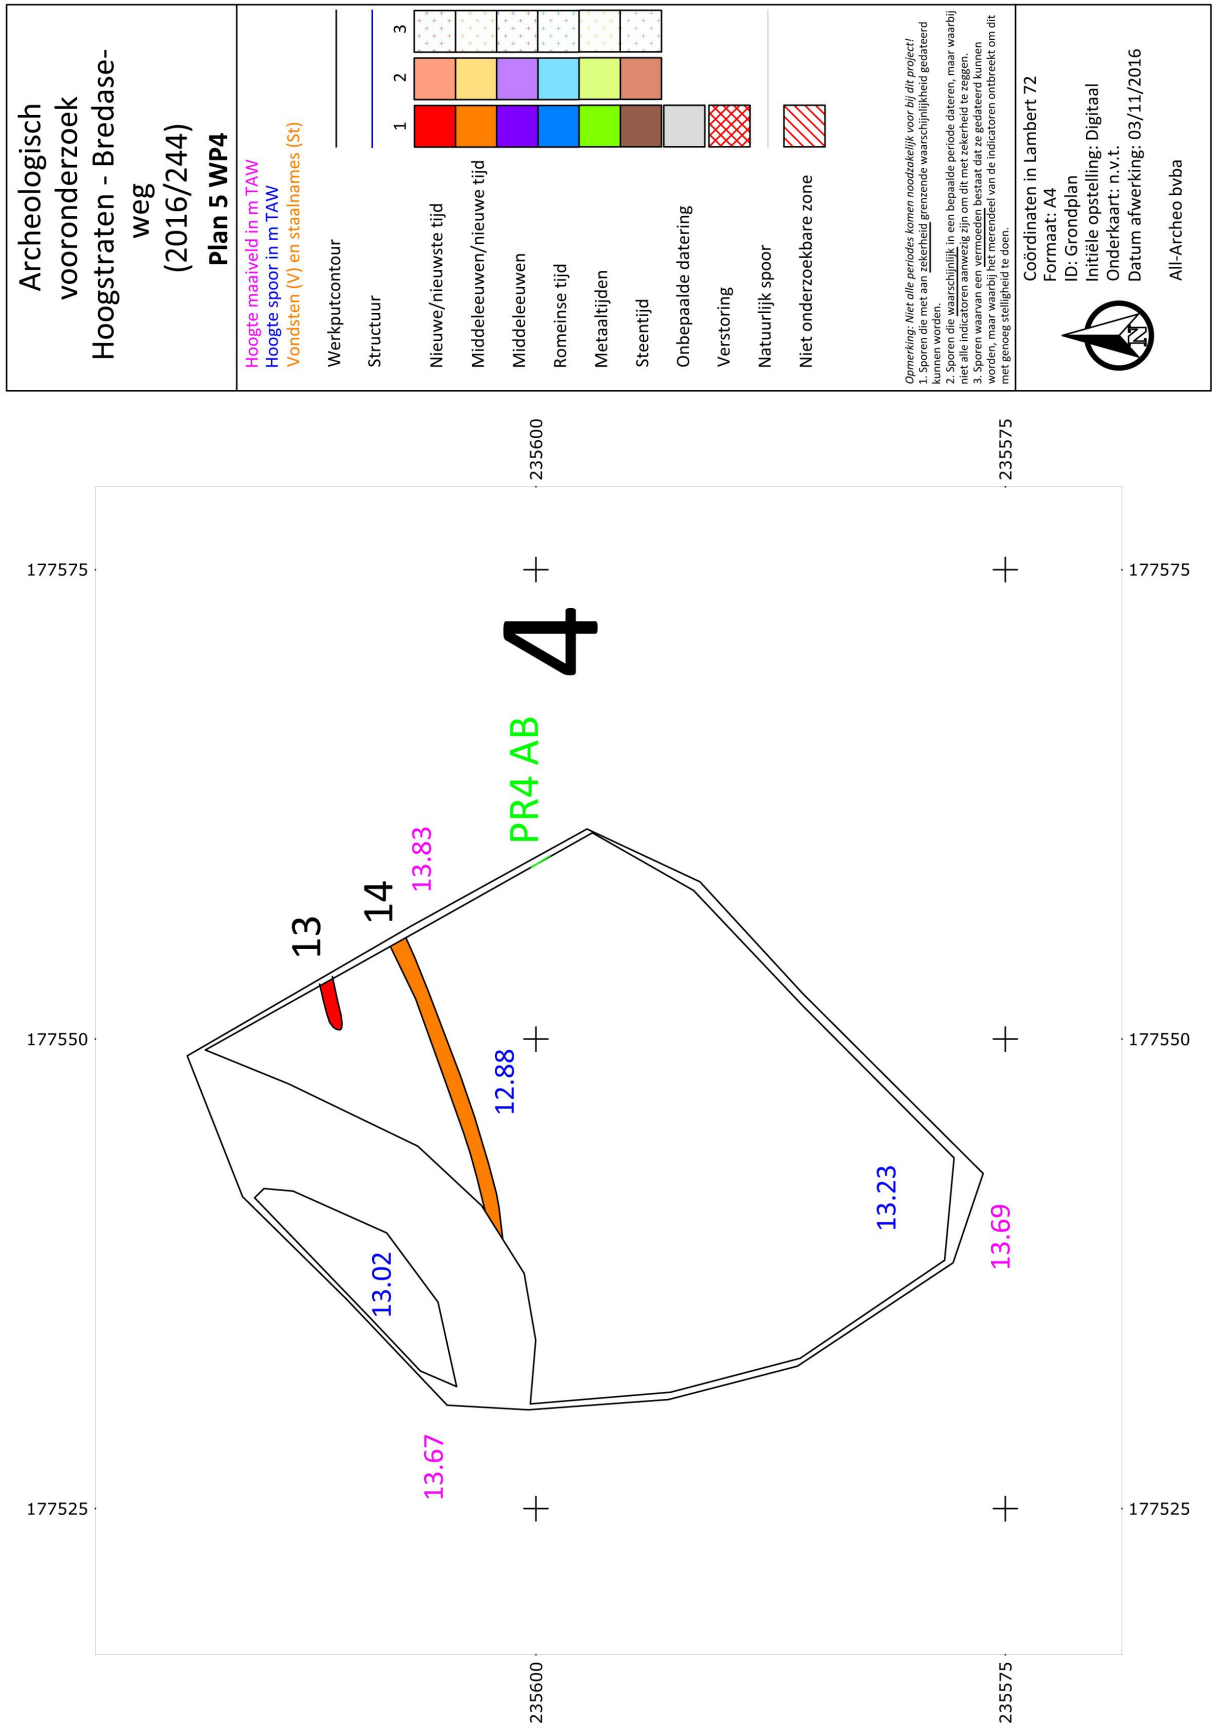 Archeologisch
vooronderzoek
Hoogstraten - Bredase-
weg
(2016/244)
Plan 5 WP4
Hoogte maaiveld in m TAW
Hoogte spoor in m TAW
Vondsten (V) en staalnames (St)
Werkputcontour
Structuur
1 2 3
Nieuwe/nieuwste tijd
Middeleeuwen/nieuwe tijd
Middeleeuwen
Romeinse tijd
Metaaltijden
Steentijd
Onbepaalde datering
Verstoring
Natuurlijk spoor
Niet onderzoekbare zone
Opmerking: Niet alle periodes komen noodzakelijk voor bij dit project!
1. Sporen die met aan zekerheid grenzende waarschijnlijkheid gedateerd
kunnen worden.
2. Sporen die waarschijnlijk in een bepaalde periode dateren, maar waarbij
niet alle indicatoren aanwezig zijn om dit met zekerheid te zeggen.
3. Sporen waarvan een vermoeden bestaat dat ze gedateerd kunnen
worden, maar waarbij het merendeel van de indicatoren ontbreekt om dit
met genoeg stelligheid te doen.
Coördinaten in Lambert 72
Formaat: A4
ID: Grondplan
Initiële opstelling: Digitaal
Onderkaart: n.v.t.
Datum afwerking: 03/11/2016
All-Archeo bvba
N
177525
177550
177575
235600
235600
235575
235575
177525
177550
177575
13
14
13.83
PR4 AB
4
12.88
13.02
13.67
13.23
13.69